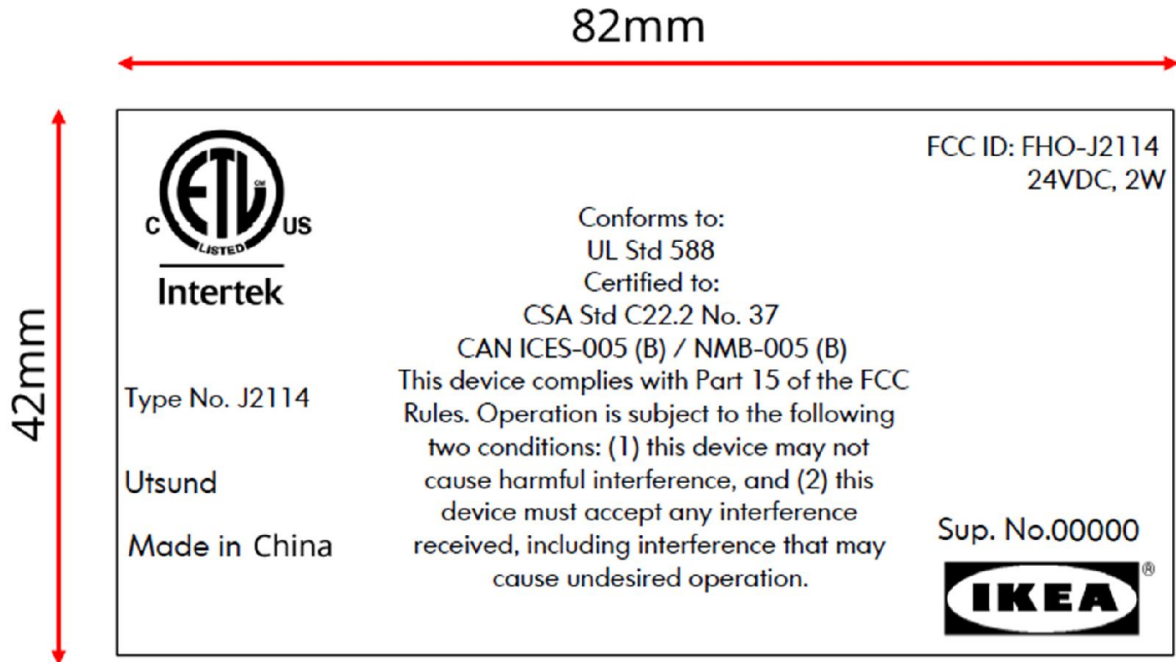 82mm
42mm
ETL
CM
C
US
LISTED
Intertek
Type No. J2114
Utsund
Made in China
Conforms to:
UL Std 588
Certified to:
CSA Std C22.2 No. 37
CAN ICES-005 (B) / NMB-005 (B)
This device complies with Part 15 of the FCC
Rules. Operation is subject to the following
two conditions: (1) this device may not
cause harmful interference, and (2) this
device must accept any interference
received, including interference that may
cause undesired operation.
FCC ID: FHO-J2114
24VDC, 2W
Sup. No.00000
IKEA®